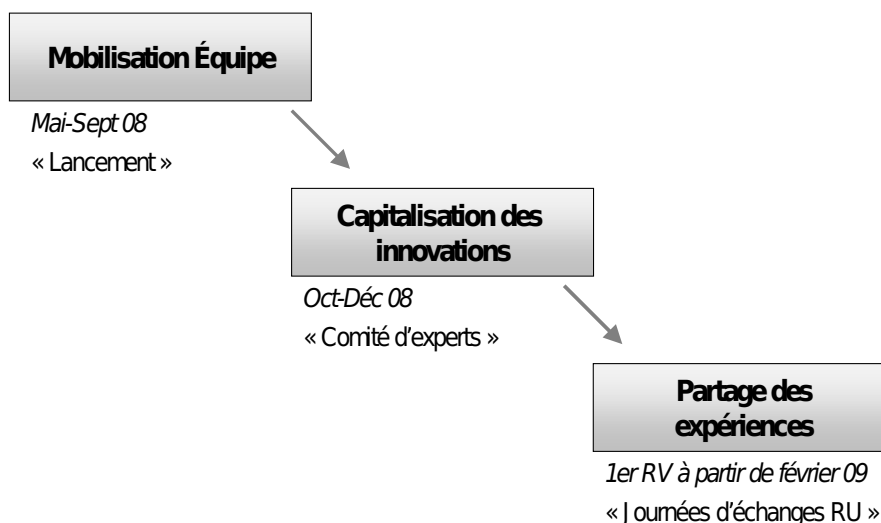 Mobilisation Équipe
Mai-Sept 08
« Lancement »
Capitalisation des
innovations
Oct-Déc 08
« Comité d'experts »
Partage des
expériences
1er RV à partir de février 09
« Journées d'échanges RU »